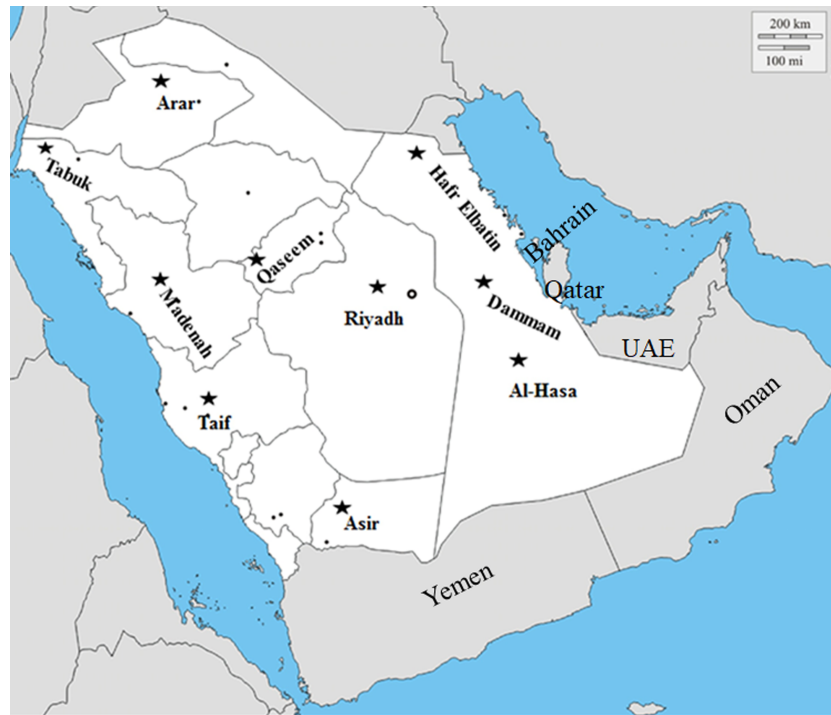 200 km
100 mi
Arar
Tabuk
Hafr Elbatin
Bahrain
Qaseem
Madenah
Riyadh
Dammam
Qatar
UAE
Al-Hasa
Oman
Taif
Asir
Yemen